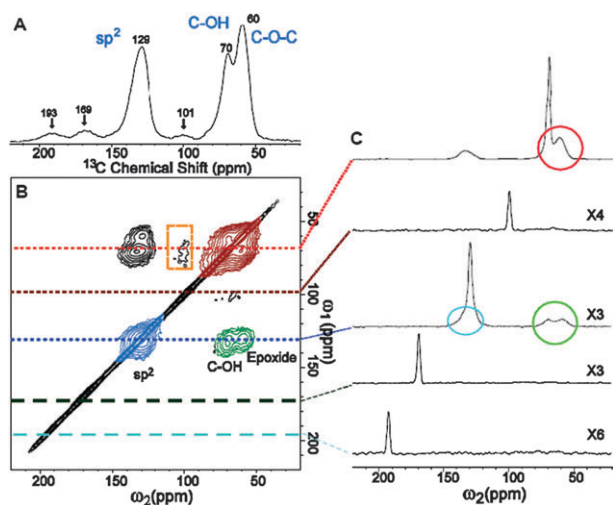 A
sp²
C-OH
60
C-O-C
129
70
193
169
101
200
150
100
50
¹³C Chemical Shift (ppm)
B
50
100
150
200
ω₁ (ppm)
sp²
C-OH
Epoxide
200
150
100
50
ω₂(ppm)
C
X4
X3
X3
X6
200
150
100
50
ω₂(ppm)